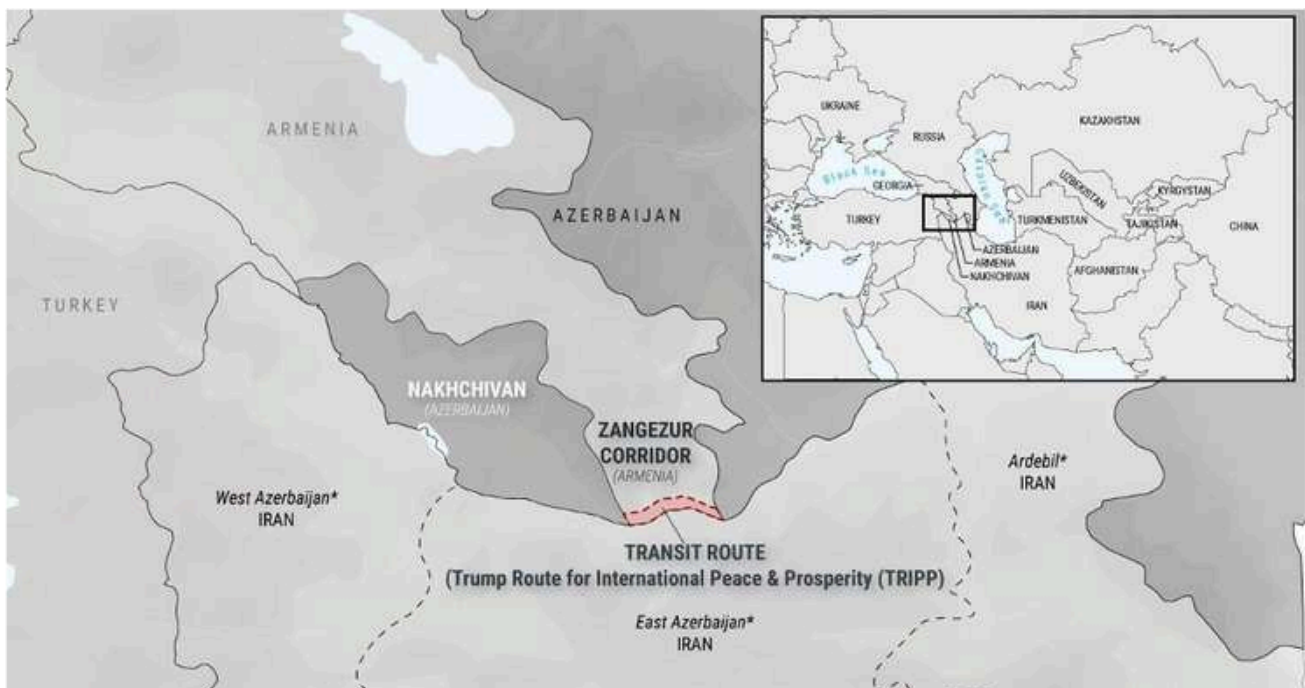 ARMENIA
AZERBAIJAN
TURKEY
NAKHCHIVAN
(AZERBAIJAN)
ZANGEZUR
CORRIDOR
(ARMENIA)
West Azerbaijan*
IRAN
Ardebil*
IRAN
TRANSIT ROUTE
(Trump Route for International Peace & Prosperity (TRIPP)
East Azerbaijan*
IRAN
UKRAINE
RUSSIA
KAZAKHSTAN
Black Sea
Caspian Sea
GEORGIA
UZBEKISTAN
KYRGYSTAN
TURKEY
TURKMENISTAN
TAJIKISTAN
CHINA
AZERBAIJAN
ARMENIA
NAKHCHIVAN
AFGHANISTAN
IRAN